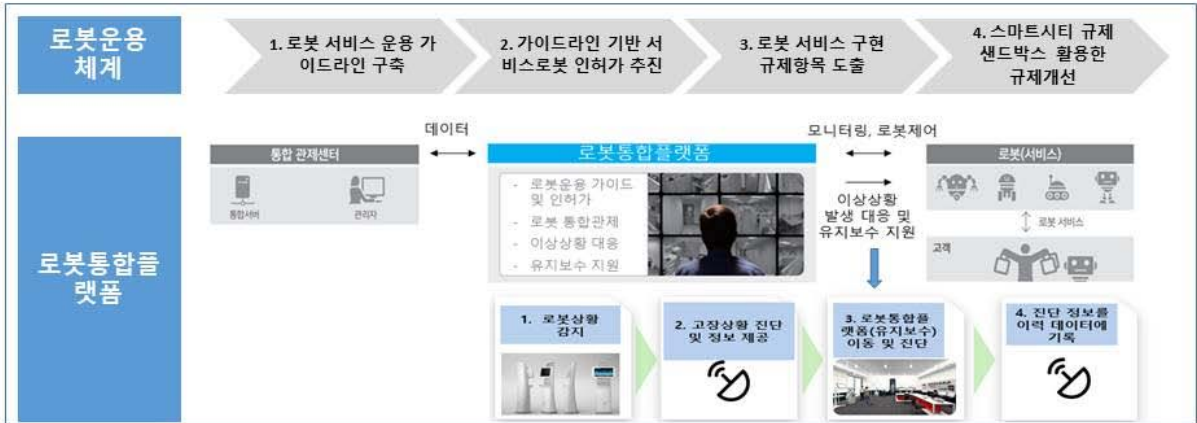 로봇운용
체계
1. 로봇 서비스 운용 가
이드라인 구축
2. 가이드라인 기반 서
비스로봇 인허가 추진
3. 로봇 서비스 구현
규제항목 도출
4. 스마트시티 규제
샌드박스 활용한
규제개선
로봇통합플
랫폼
통합 관제센터
통합서버
관리자
데이터
로봇통합플랫폼
- 로봇운용 가이드
및 인허가
- 로봇 통합관제
- 이상상황 대응
- 유지보수 지원
모니터링, 로봇제어
이상상황
발생 대응 및
유지보수 지원
로봇(서비스)
로봇 서비스
고객
1. 로봇상황
감지
2. 고장상황 진단
및 정보 제공
3. 로봇통합플
랫폼(유지보수)
이동 및 진단
4. 진단 정보를
이력 데이터에
기록